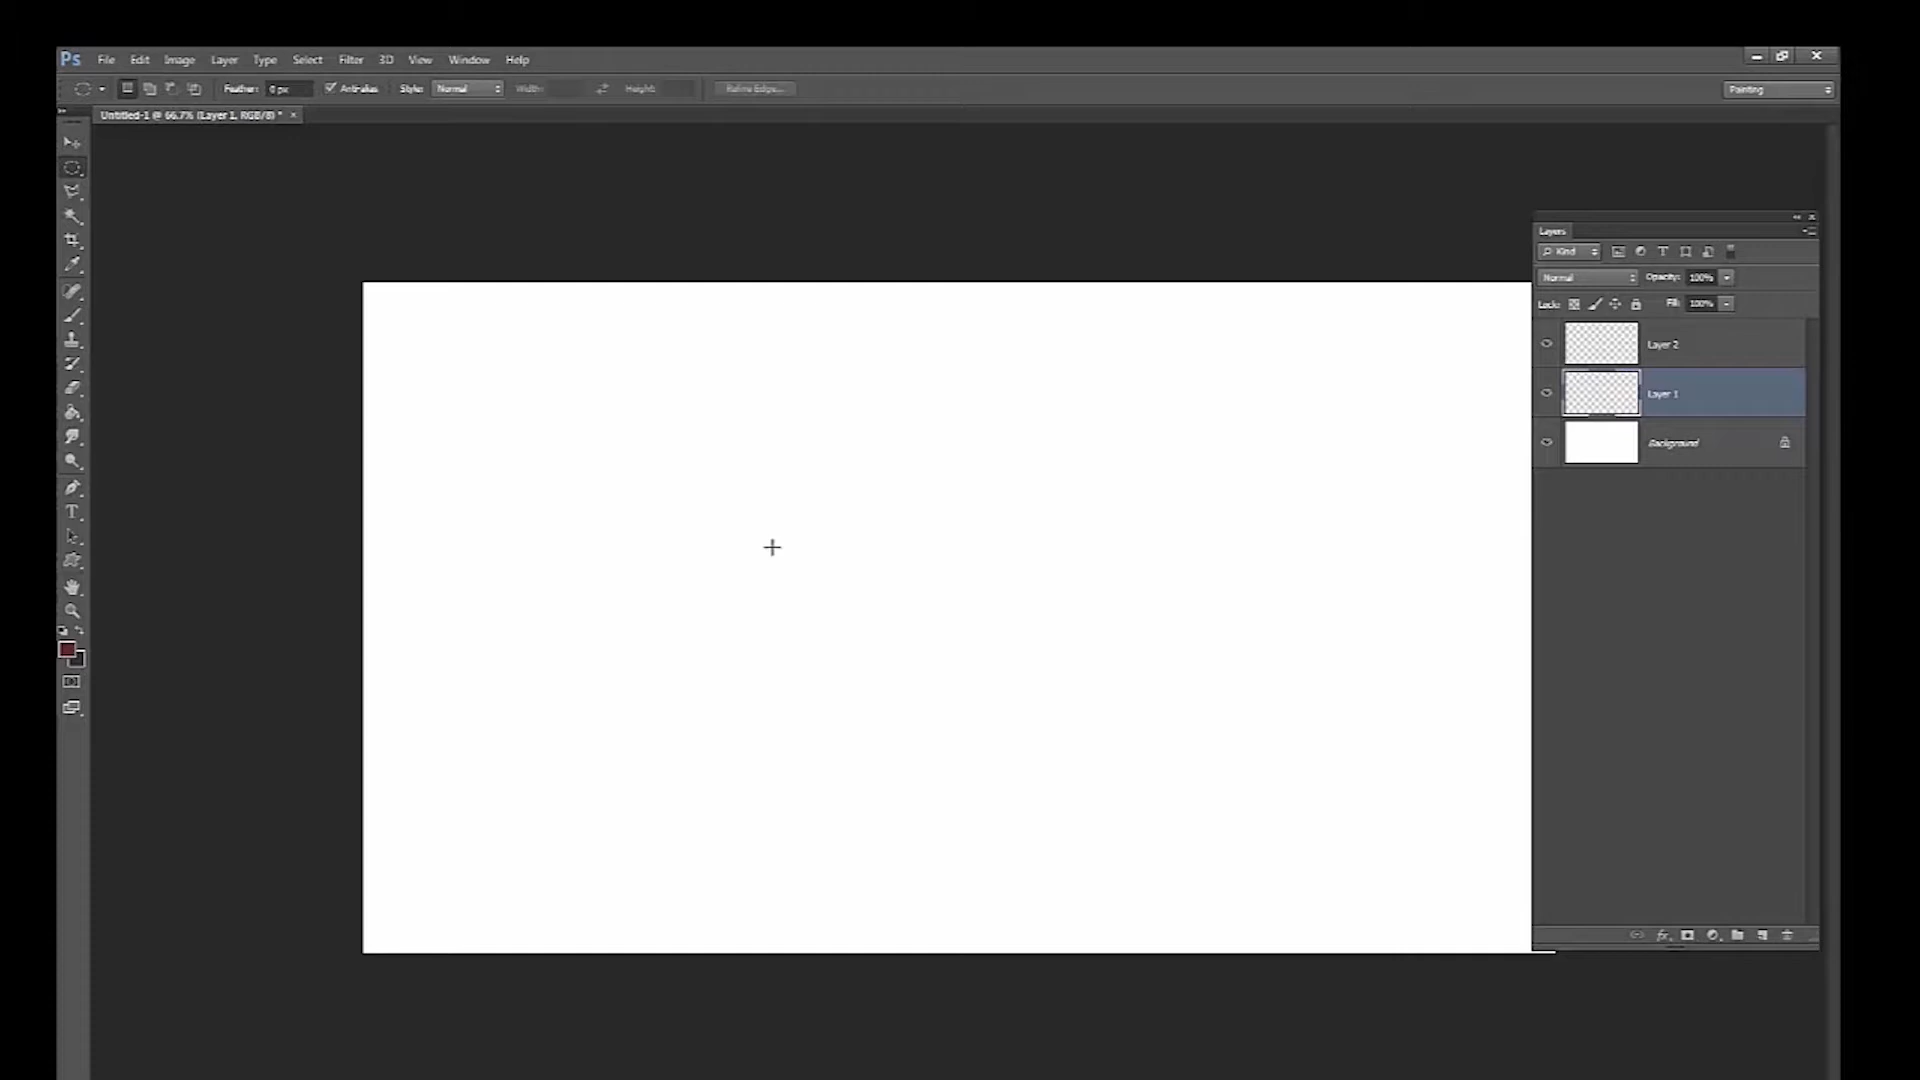 Ps File Edit Image Layer Type Select Filter 3D View Window Help
Feather: 0 px Anti-alias Style: Normal Width: Height: Refine Edge... Painting
Untitled-1 @ 66.7% (Layer 1, RGB/8) * ×
Layers
Kind
Normal Opacity: 100%
Lock: Fill: 100%
Layer 2
Layer 1
Background